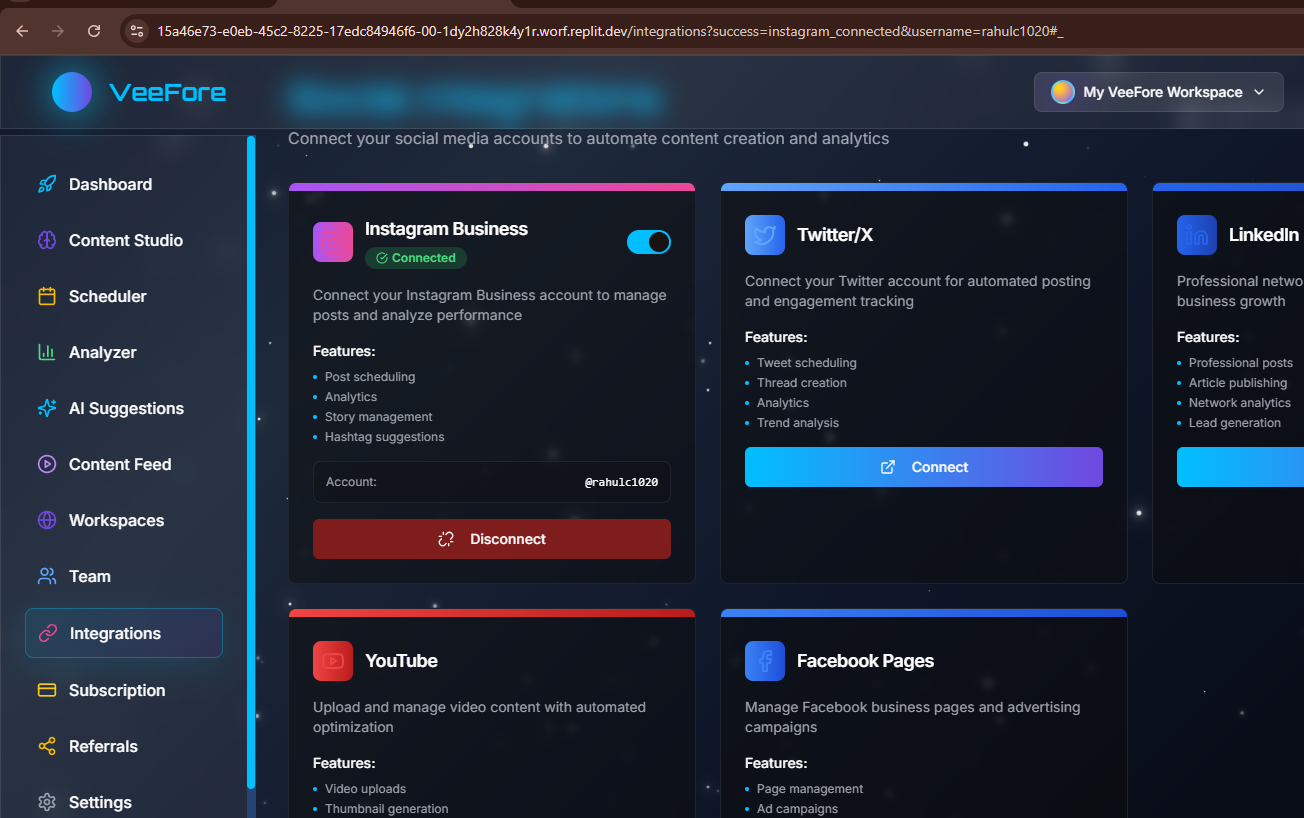 15a46e73-e0eb-45c2-8225-17edc84946f6-00-1dy2h828k4y1r.worf.replit.dev/integrations?success=instagram_connected&username=rahulc1020#_
VeeFore
My VeeFore Workspace
Connect your social media accounts to automate content creation and analytics
Dashboard
Content Studio
Scheduler
Analyzer
AI Suggestions
Content Feed
Workspaces
Team
Integrations
Subscription
Referrals
Settings
Instagram Business
Connected
Connect your Instagram Business account to manage
posts and analyze performance
Features:
Post scheduling
Analytics
Story management
Hashtag suggestions
Account:
@rahulc1020
Disconnect
Twitter/X
Connect your Twitter account for automated posting
and engagement tracking
Features:
Tweet scheduling
Thread creation
Analytics
Trend analysis
Connect
LinkedIn
Professional netwo
business growth
Features:
Professional posts
Article publishing
Network analytics
Lead generation
YouTube
Upload and manage video content with automated
optimization
Features:
Video uploads
Thumbnail generation
Facebook Pages
Manage Facebook business pages and advertising
campaigns
Features:
Page management
Ad campaigns